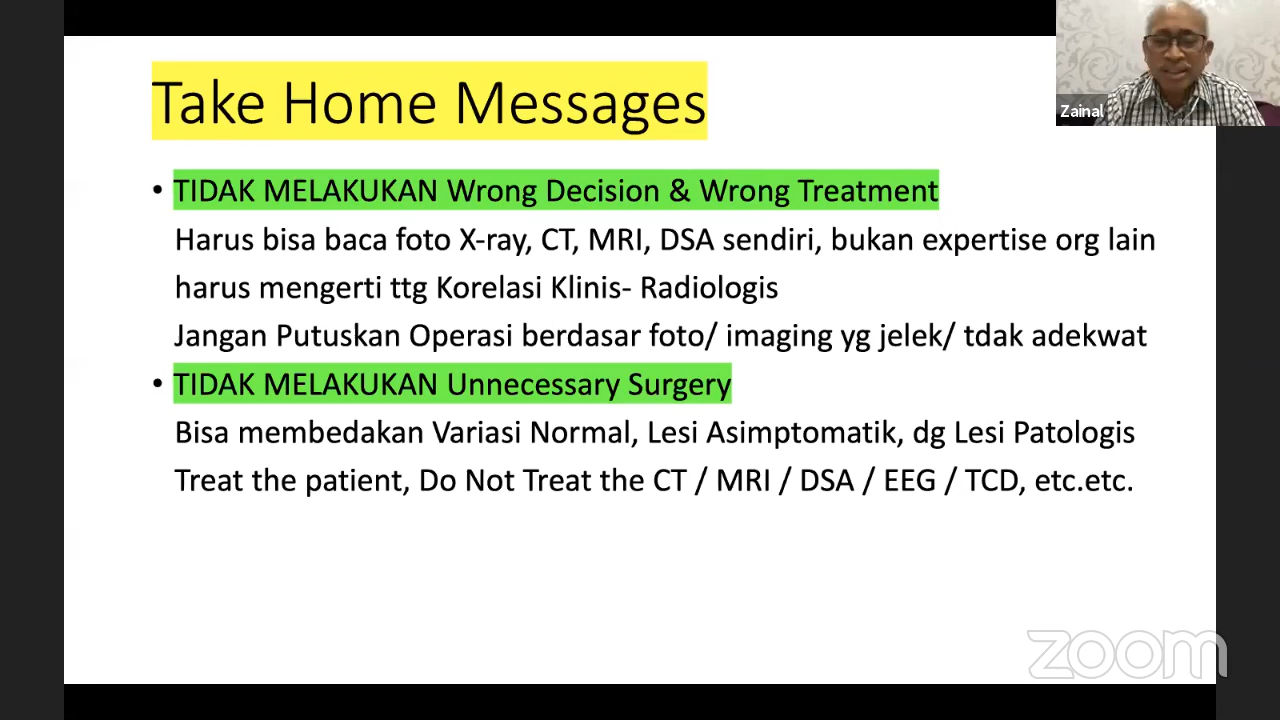 Take Home Messages
Zainal
• TIDAK MELAKUKAN Wrong Decision & Wrong Treatment
Harus bisa baca foto X-ray, CT, MRI, DSA sendiri, bukan expertise org lain
harus mengerti ttg Korelasi Klinis- Radiologis
Jangan Putuskan Operasi berdasar foto/ imaging yg jelek/ tdak adekwat
• TIDAK MELAKUKAN Unnecessary Surgery
Bisa membedakan Variasi Normal, Lesi Asimptomatik, dg Lesi Patologis
Treat the patient, Do Not Treat the CT / MRI / DSA / EEG / TCD, etc.etc.
zoom